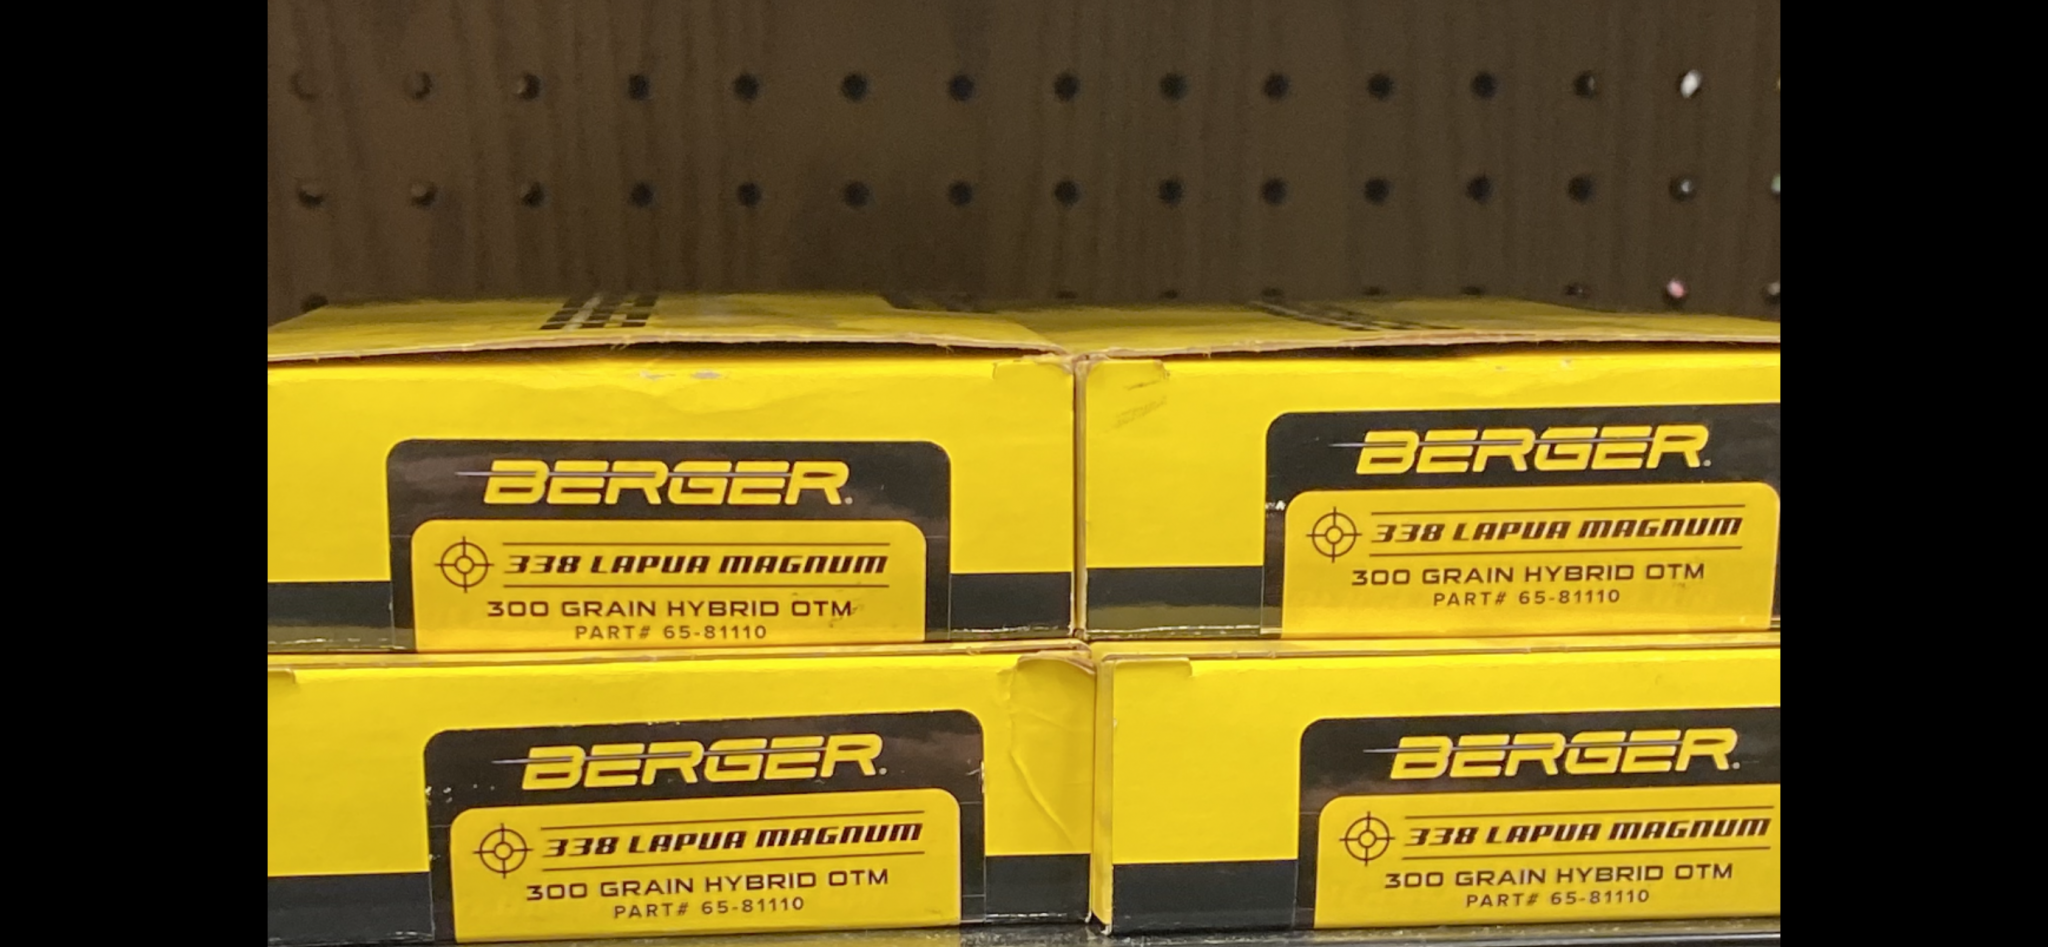 BERGER
338 LAPUA MAGNUM
300 GRAIN HYBRID OTM
PART# 65-81110
BERGER
338 LAPUA MAGNUM
300 GRAIN HYBRID OTM
PART# 65-81110
BERGER
338 LAPUA MAGNUM
300 GRAIN HYBRID OTM
PART# 65-81110
BERGER
338 LAPUA MAGNUM
300 GRAIN HYBRID OTM
PART# 65-81110